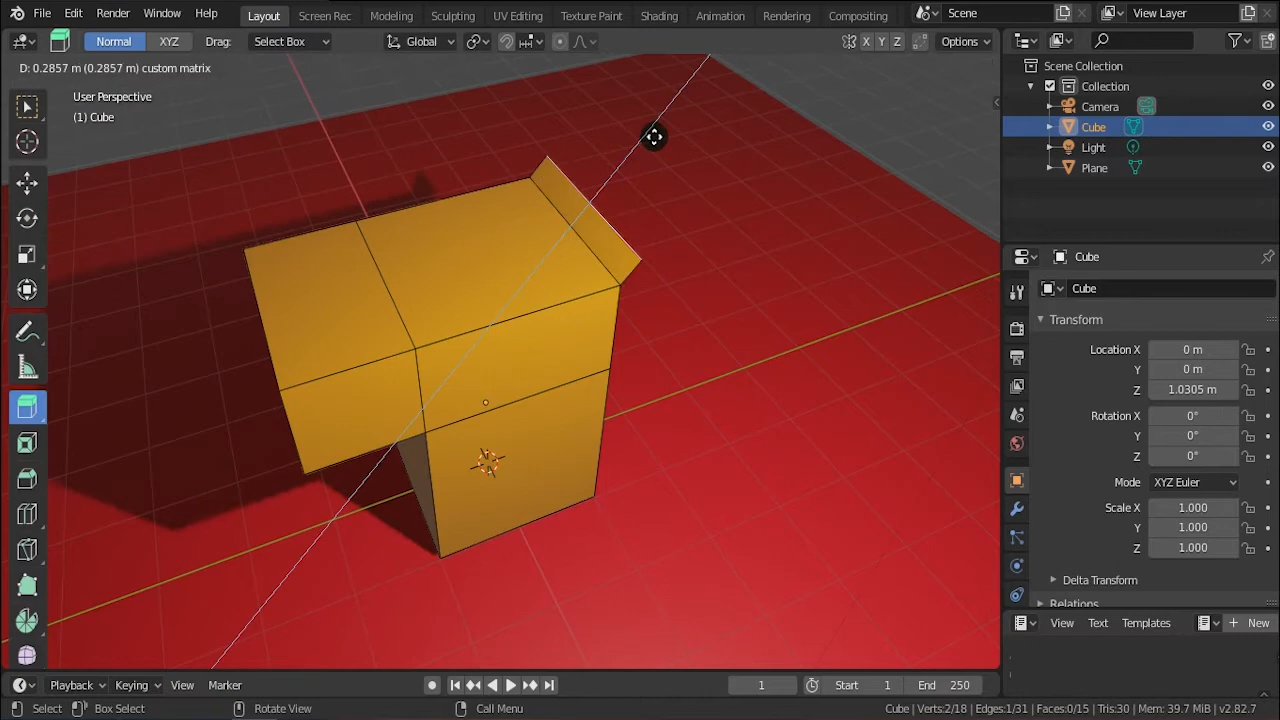 File Edit Render Window Help Layout Screen Rec Modeling Sculpting UV Editing Texture Paint Shading Animation Rendering Compositing Scene View Layer
Normal XYZ Drag: Select Box Global X Y Z Options
D: 0.2857 m (0.2857 m) custom matrix
User Perspective
(1) Cube
Scene Collection
Collection
Camera
Cube
Light
Plane
Cube
Cube
Transform
Location X 0 m
Y 0 m
Z 1.0305 m
Rotation X 0°
Y 0°
Z 0°
Mode XYZ Euler
Scale X 1.000
Y 1.000
Z 1.000
Delta Transform
Relations
View Text Templates New
Playback Keying View Marker 1 Start 1 End 250
Select Box Select Rotate View Call Menu Cube | Verts:2/18 | Edges:1/31 | Faces:0/15 | Tris:30 | Mem: 39.7 MiB | v2.82.7